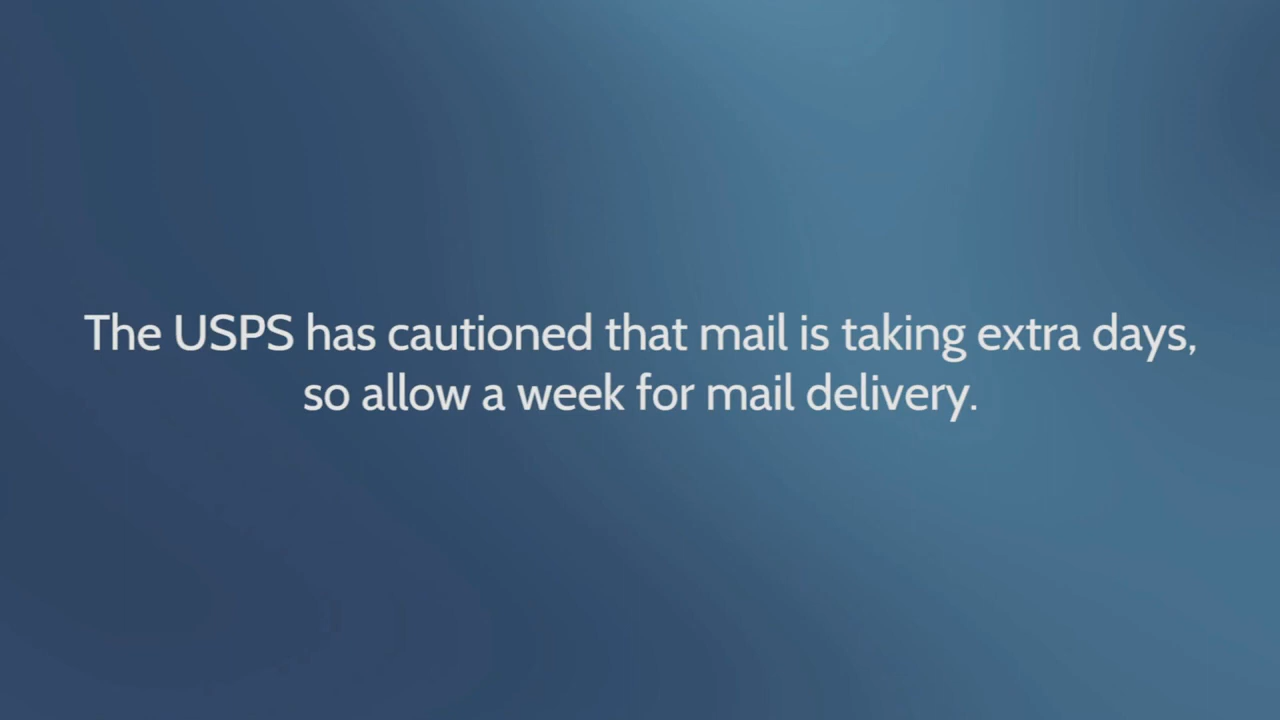 The USPS has cautioned that mail is taking extra days,
so allow a week for mail delivery.